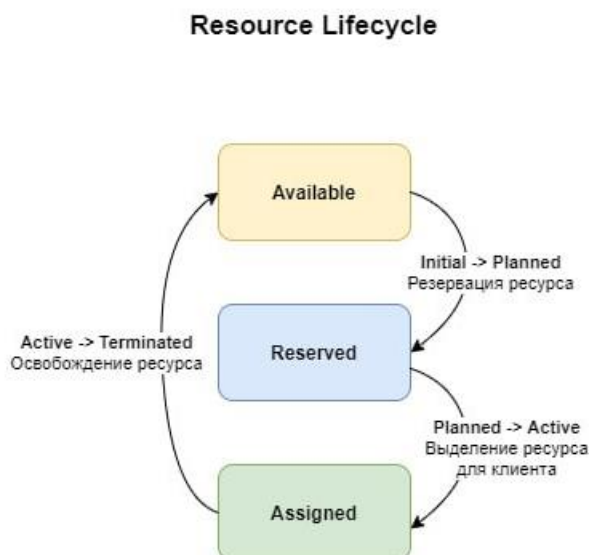 Resource Lifecycle
Available
Initial -> Planned
Резервация ресурса
Active -> Terminated
Освобождение ресурса
Reserved
Planned -> Active
Выделение ресурса
для клиента
Assigned